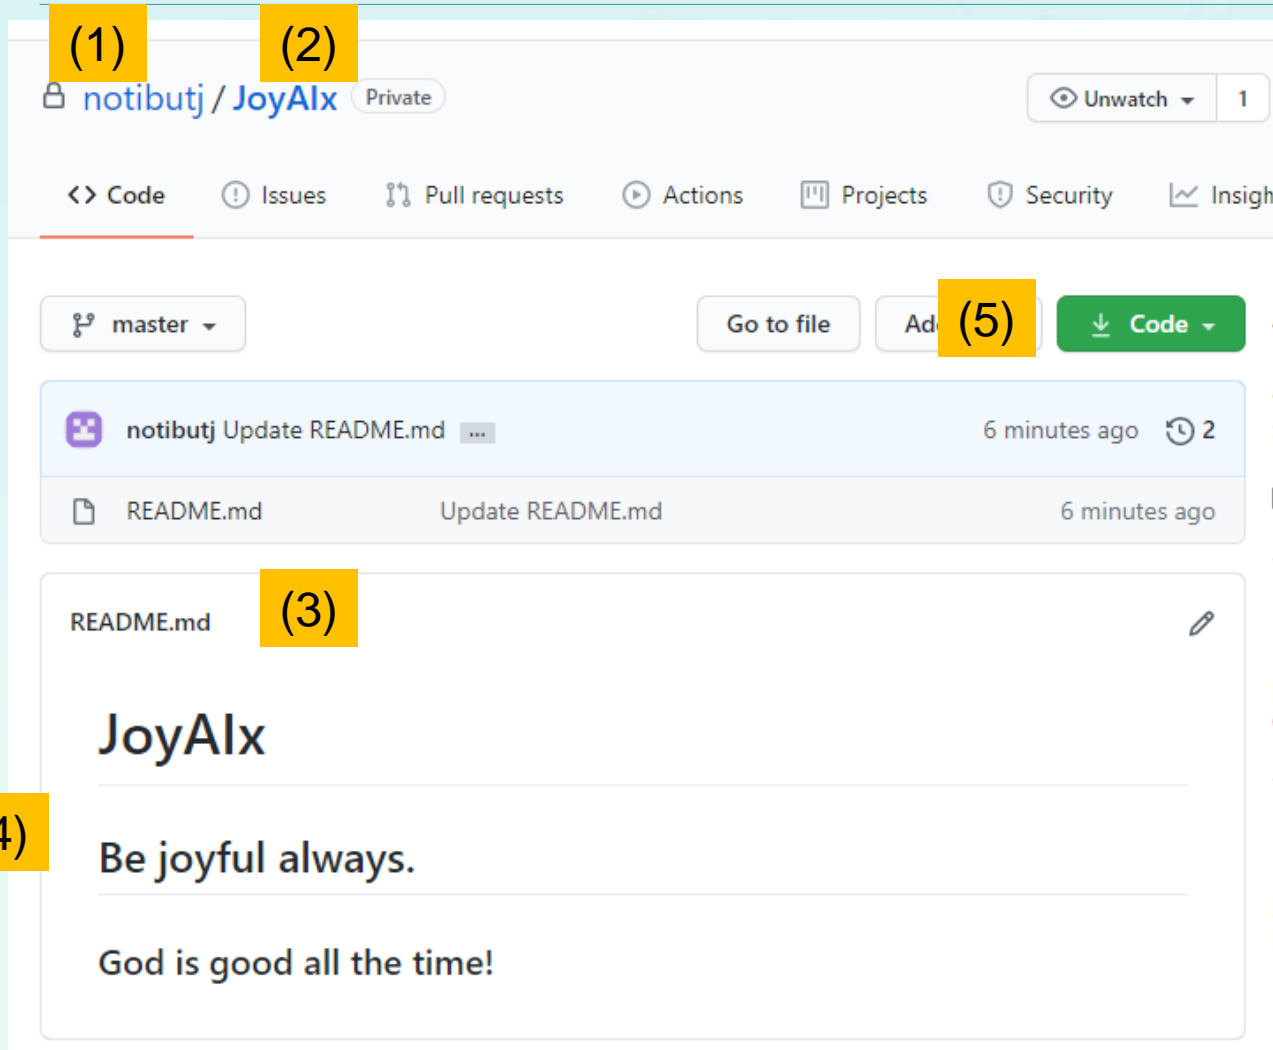 (1) (2)
notibutj / JoyAIx Private Unwatch 1
<> Code Issues Pull requests Actions Projects Security Insigh
master Go to file Ad (5) Code
notibutj Update README.md ... 6 minutes ago 2
README.md Update README.md 6 minutes ago
README.md (3)
JoyAIx
4)
Be joyful always.
God is good all the time!